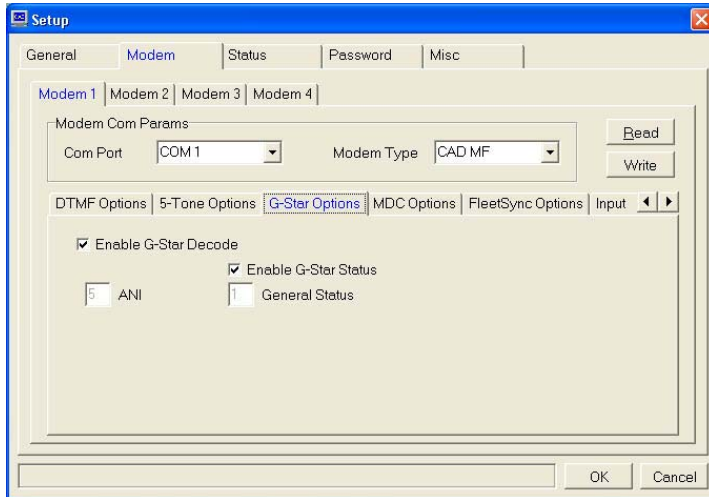 Setup
General Modem Status Password Misc
Modem 1 Modem 2 Modem 3 Modem 4
Modem Com Params
Com Port COM 1 Modem Type CAD MF
Read
Write
DTMF Options 5-Tone Options G-Star Options MDC Options FleetSync Options Input
Enable G-Star Decode
Enable G-Star Status
5 ANI 1 General Status
OK Cancel